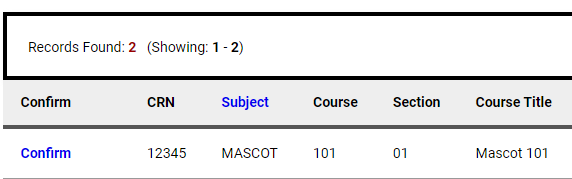 Records Found: 2 (Showing: 1 - 2)
Confirm CRN Subject Course Section Course Title
Confirm 12345 MASCOT 101 01 Mascot 101